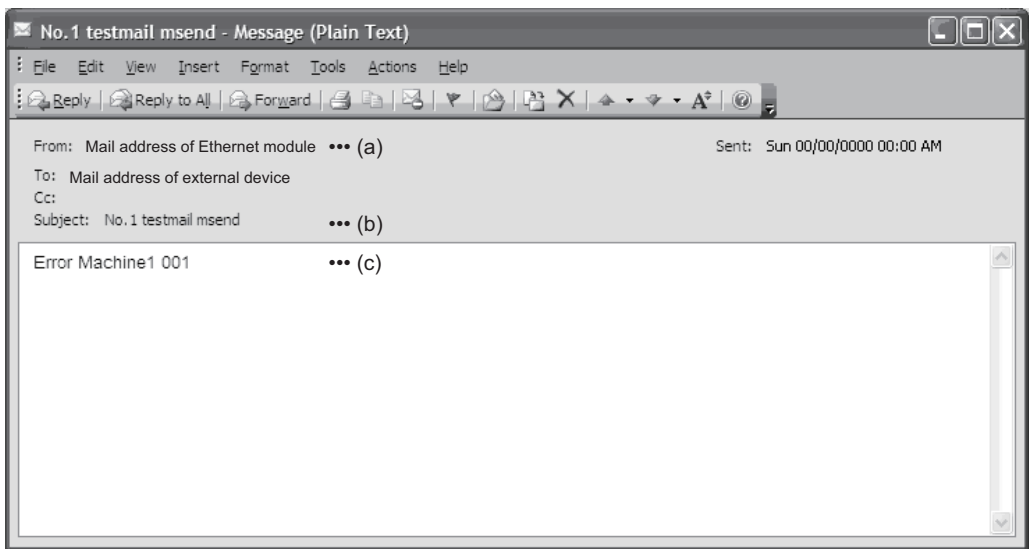 No.1 testmail msend - Message (Plain Text)
File Edit View Insert Format Tools Actions Help
Reply Reply to All Forward A
From: Mail address of Ethernet module ••• (a) Sent: Sun 00/00/0000 00:00 AM
To: Mail address of external device
Cc:
Subject: No.1 testmail msend ••• (b)
Error Machine1 001 ••• (c)